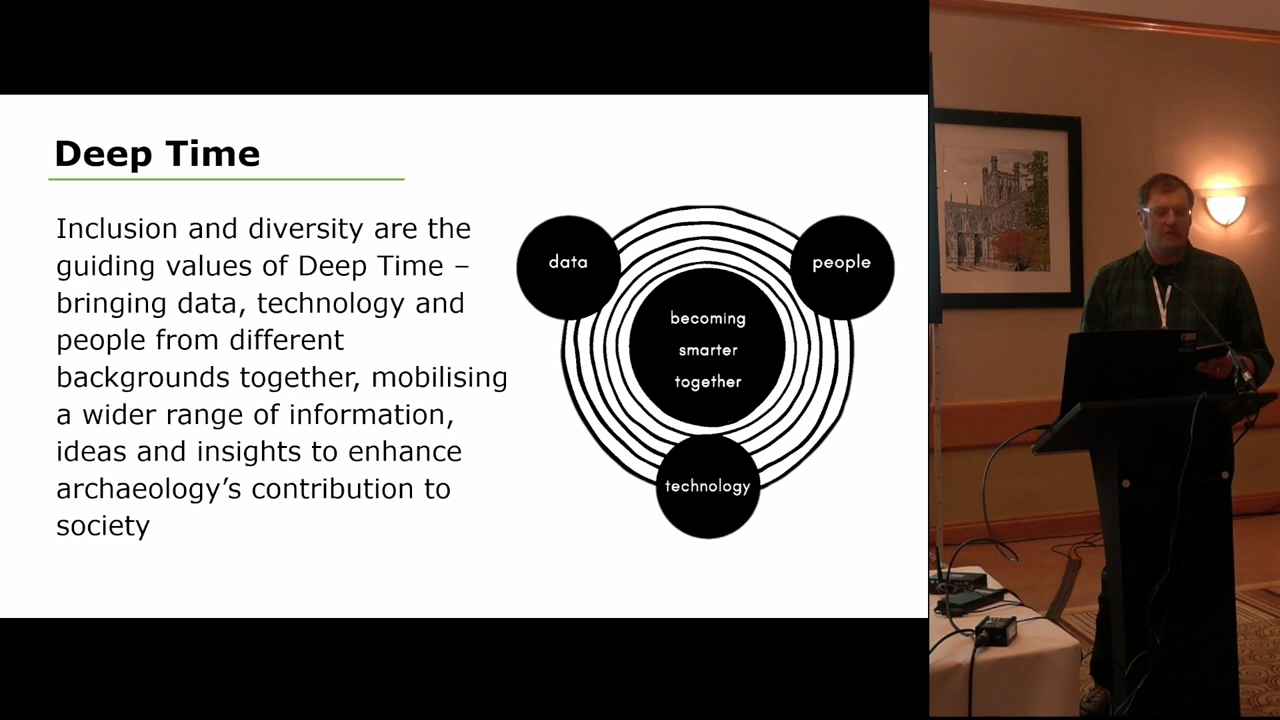 Deep Time
Inclusion and diversity are the
guiding values of Deep Time –
bringing data, technology and
people from different
backgrounds together, mobilising
a wider range of information,
ideas and insights to enhance
archaeology’s contribution to
society
data
people
becoming
smarter
together
technology